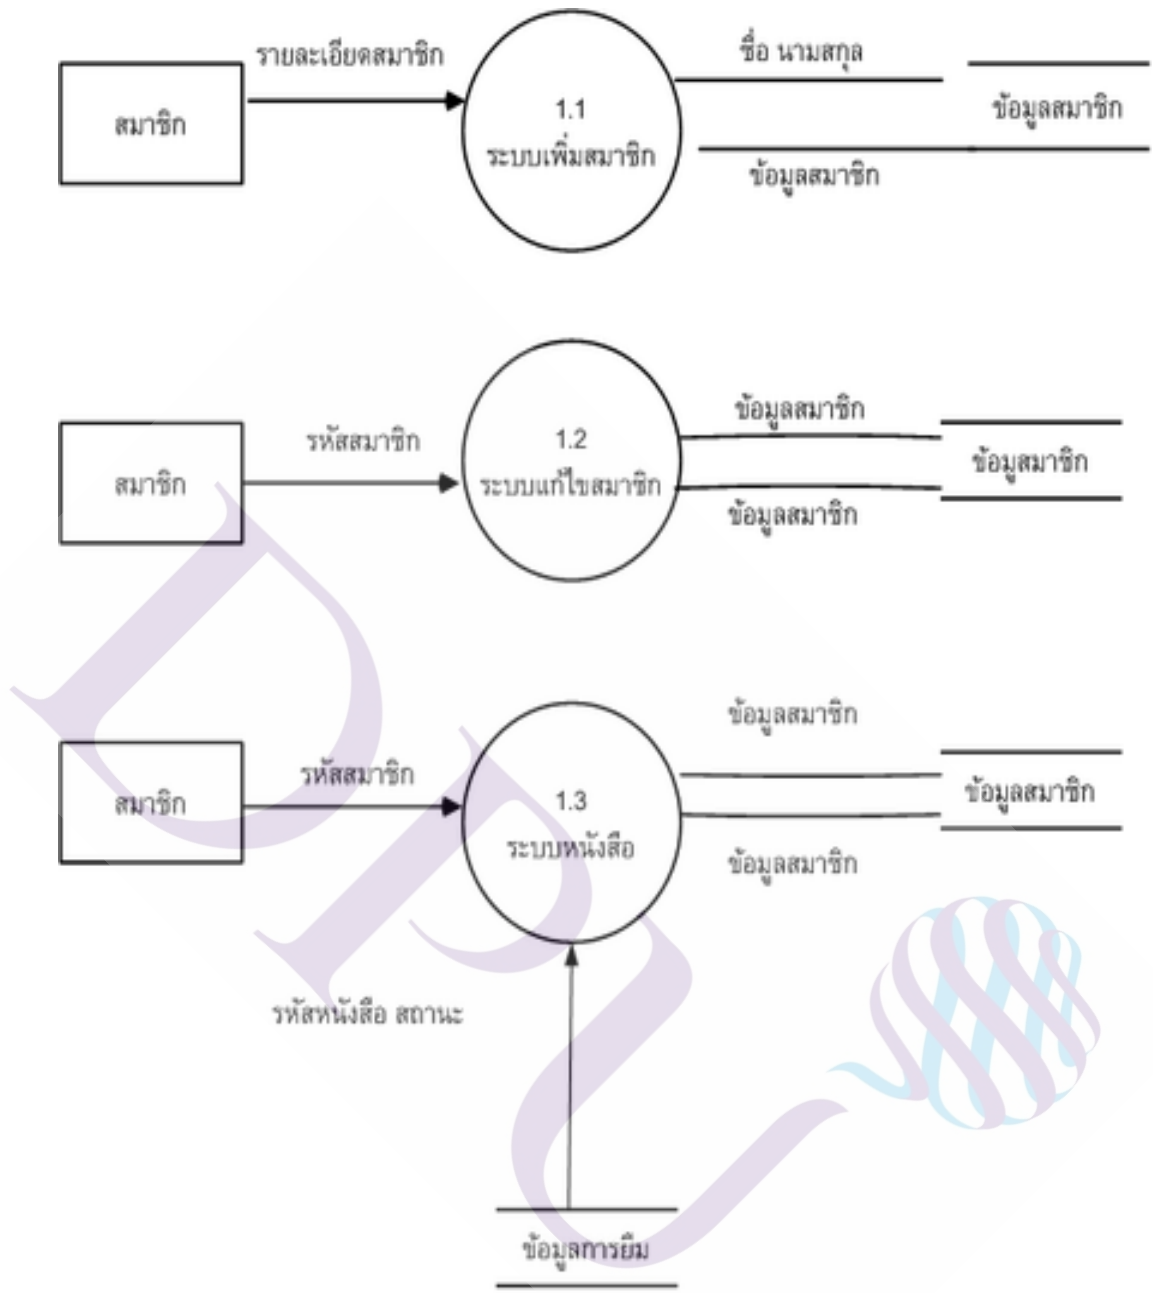 รายละเอียดสมาชิก
ชื่อ นามสกุล
สมาชิก
1.1
ระบบเพิ่มสมาชิก
ข้อมูลสมาชิก
ข้อมูลสมาชิก
ข้อมูลสมาชิก
รหัสสมาชิก
สมาชิก
1.2
ระบบแก้ไขสมาชิก
ข้อมูสมาชิก
ข้อมูลสมาชิก
ข้อมูลสมาชิก
รหัสสมาชิก
สมาชิก
1.3
ระบบหนังสือ
ข้อมูลสมาชิก
ข้อมูลสมาชิก
รหัสหนังสือ สถานะ
ข้อมูลการยืม
DPU